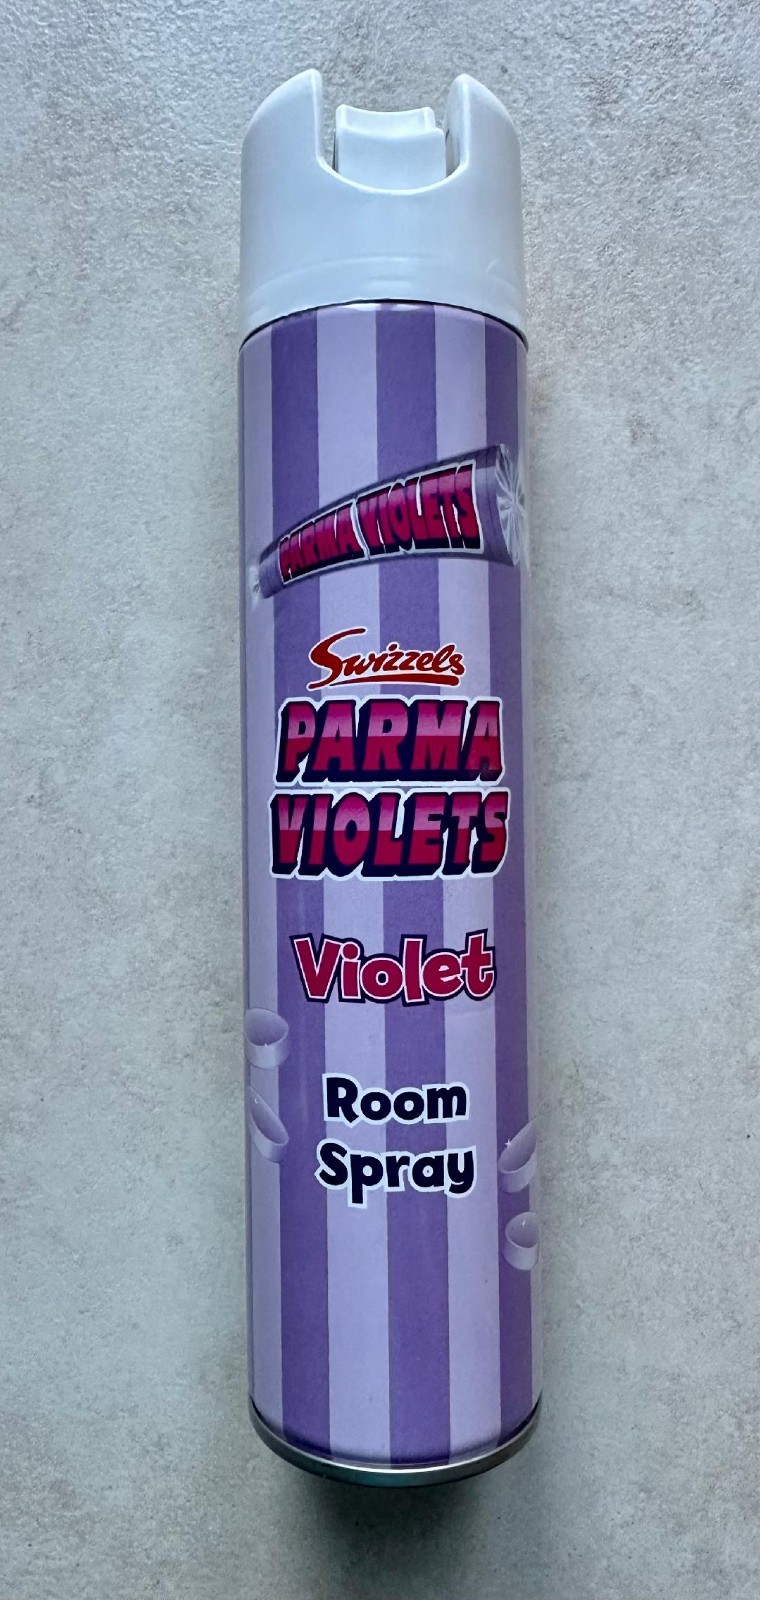 PARMA VIOLETS
Swizzels
PARMA
VIOLETS
Violet
Room
Spray